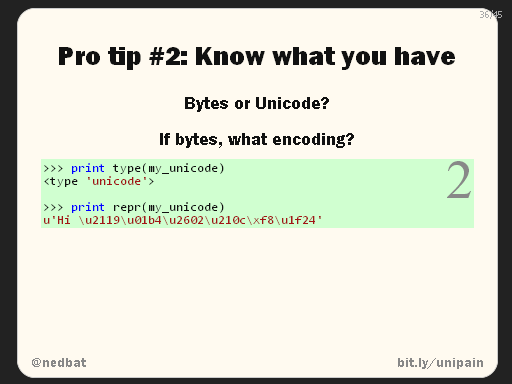 36/45
Pro tip #2: Know what you have
Bytes or Unicode?
If bytes, what encoding?
>>> print type(my_unicode)
<type 'unicode'>
2
>>> print repr(my_unicode)
u'Hi \u2119\u01b4\u2602\u210c\xf8\u1f24'
@nedbat
bit.ly/unipain